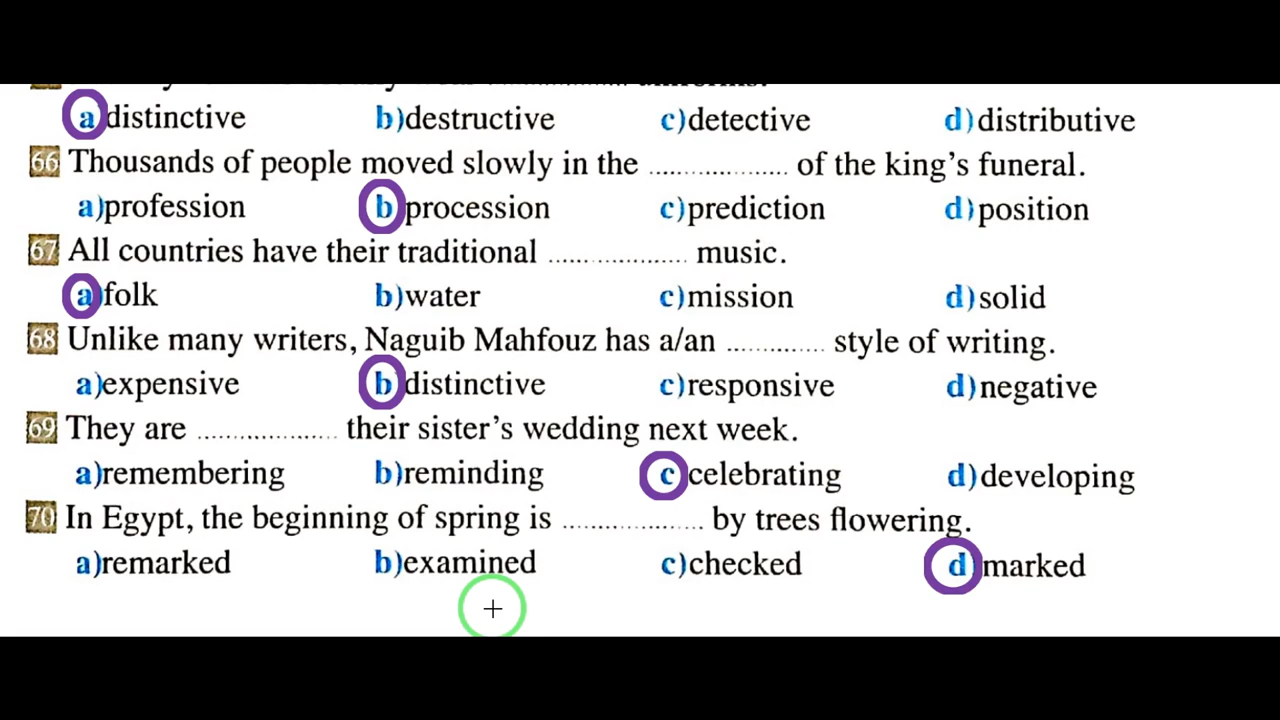 a)distinctive b)destructive c)detective d)distributive
66 Thousands of people moved slowly in the .................... of the king's funeral.
a)profession b)procession c)prediction d)position
67 All countries have their traditional .................... music.
a)folk b)water c)mission d)solid
68 Unlike many writers, Naguib Mahfouz has a/an .............. style of writing.
a)expensive b)distinctive c)responsive d)negative
69 They are .................... their sister's wedding next week.
a)remembering b)reminding c)celebrating d)developing
70 In Egypt, the beginning of spring is .................... by trees flowering.
a)remarked b)examined c)checked d)marked